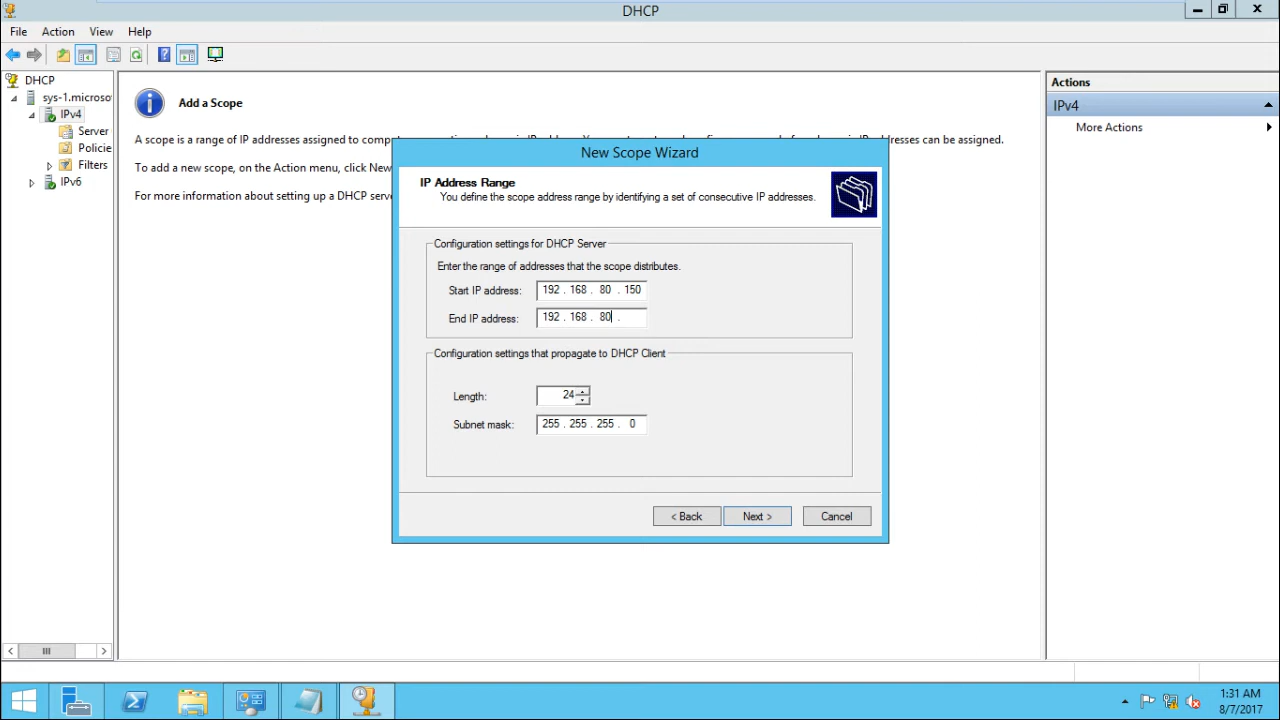 DHCP
File Action View Help
DHCP
sys-1.microsof
IPv4
Server
Policie
Filters
IPv6
Add a Scope
A scope is a range of IP addresses assigned to comp
esses can be assigned.
To add a new scope, on the Action menu, click New
For more information about setting up a DHCP serve
New Scope Wizard
IP Address Range
You define the scope address range by identifying a set of consecutive IP addresses.
Configuration settings for DHCP Server
Enter the range of addresses that the scope distributes.
Start IP address: 192 . 168 . 80 . 150
End IP address: 192 . 168 . 80 .
Configuration settings that propagate to DHCP Client
Length: 24
Subnet mask: 255 . 255 . 255 . 0
< Back Next > Cancel
Actions
IPv4
More Actions
1:31 AM
8/7/2017